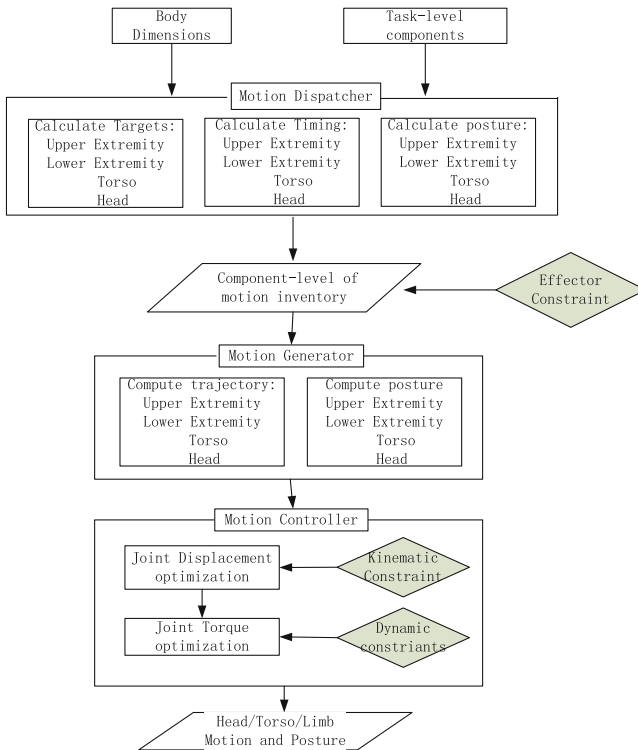 Body
Dimensions
Task-level
components
Motion Dispatcher
Calculate Targets:
Upper Extremity
Lower Extremity
Torso
Head
Calculate Timing:
Upper Extremity
Lower Extremity
Torso
Head
Calculate posture:
Upper Extremity
Lower Extremity
Torso
Head
Component-level of
motion inventory
Effector
Constraint
Motion Generator
Compute trajectory:
Upper Extremity
Lower Extremity
Torso
Head
Compute posture
Upper Extremity
Lower Extremity
Torso
Head
Motion Controller
Joint Displacement
optimization
Kinematic
Constraint
Joint Torque
optimization
Dynamic
constriants
Head/Torso/Limb
Motion and Posture